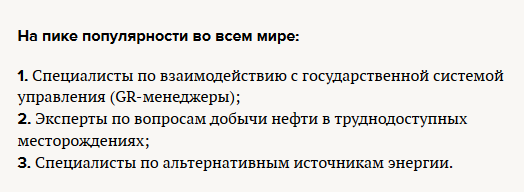 На пике популярности во всем мире:
1. Специалисты по взаимодействию с государственной системой
управления (GR-менеджеры);
2. Эксперты по вопросам добычи нефти в труднодоступных
месторождениях;
3. Специалисты по альтернативным источникам энергии.